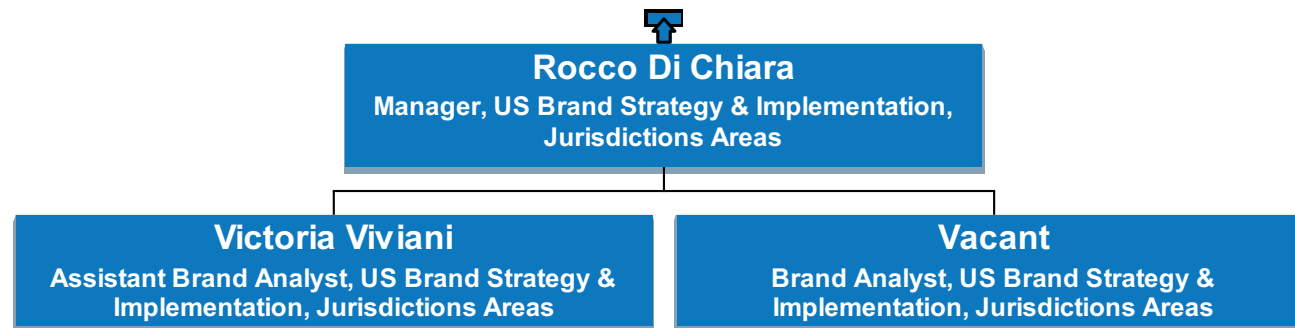 Rocco Di Chiara
Manager, US Brand Strategy & Implementation,
Jurisdictions Areas
Victoria Viviani
Assistant Brand Analyst, US Brand Strategy &
Implementation, Jurisdictions Areas
Vacant
Brand Analyst, US Brand Strategy &
Implementation, Jurisdictions Areas